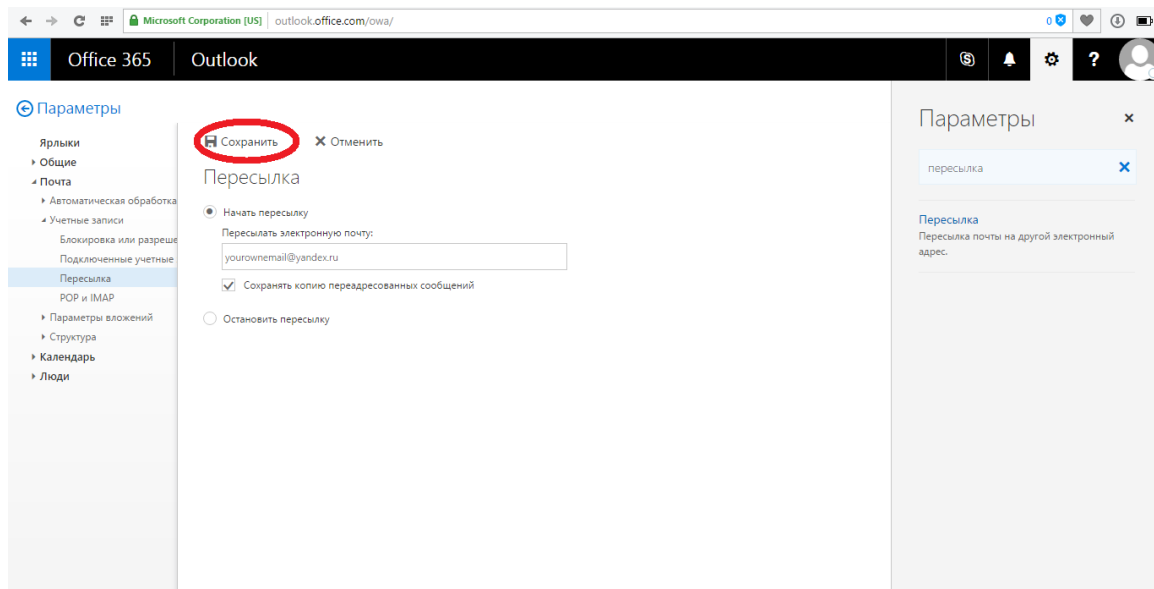 Microsoft Corporation [US] outlook.office.com/owa/ 0
Office 365 Outlook ?
Параметры
Ярлыки
Общие
Почта
Автоматическая обработка
Учетные записи
Блокировка или разреше
Подключенные учетные
Пересылка
POP и IMAP
Параметры вложений
Структура
Календарь
Люди
Сохранить Отменить
Пересылка
Начать пересылку
Пересылать электронную почту:
yourownemail@yandex.ru
Сохранять копию переадресованных сообщений
Остановить пересылку
Параметры
пересылка
Пересылка
Пересылка почты на другой электронный
адрес.